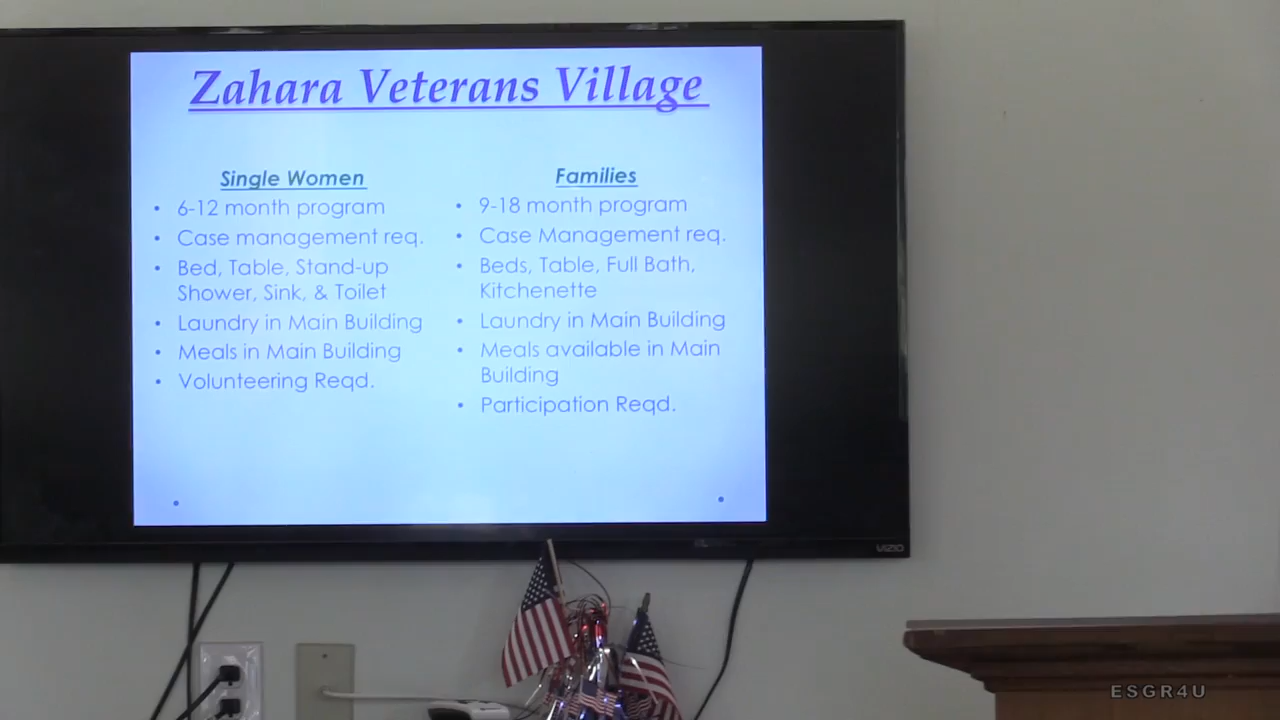 Zahara Veterans Village
Single Women
• 6-12 month program
• Case management req.
• Bed, Table, Stand-up
Shower, Sink, & Toilet
• Laundry in Main Building
• Meals in Main Building
• Volunteering Reqd.
Families
• 9-18 month program
• Case Management req.
• Beds, Table, Full Bath,
Kitchenette
• Laundry in Main Building
• Meals available in Main
Building
• Participation Reqd.
VIZIO
ESGR4U